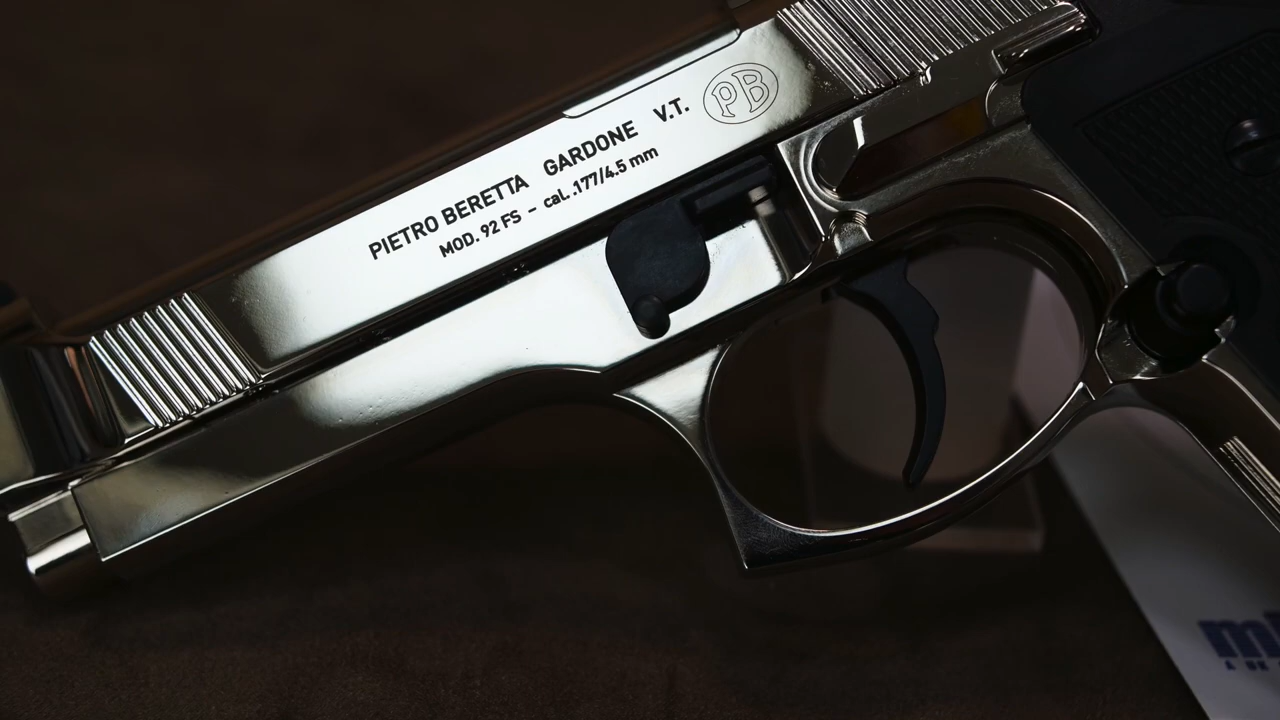 PIETRO BERETTA GARDONE V.T. PB
MOD. 92 FS - cal. .177/4.5 mm